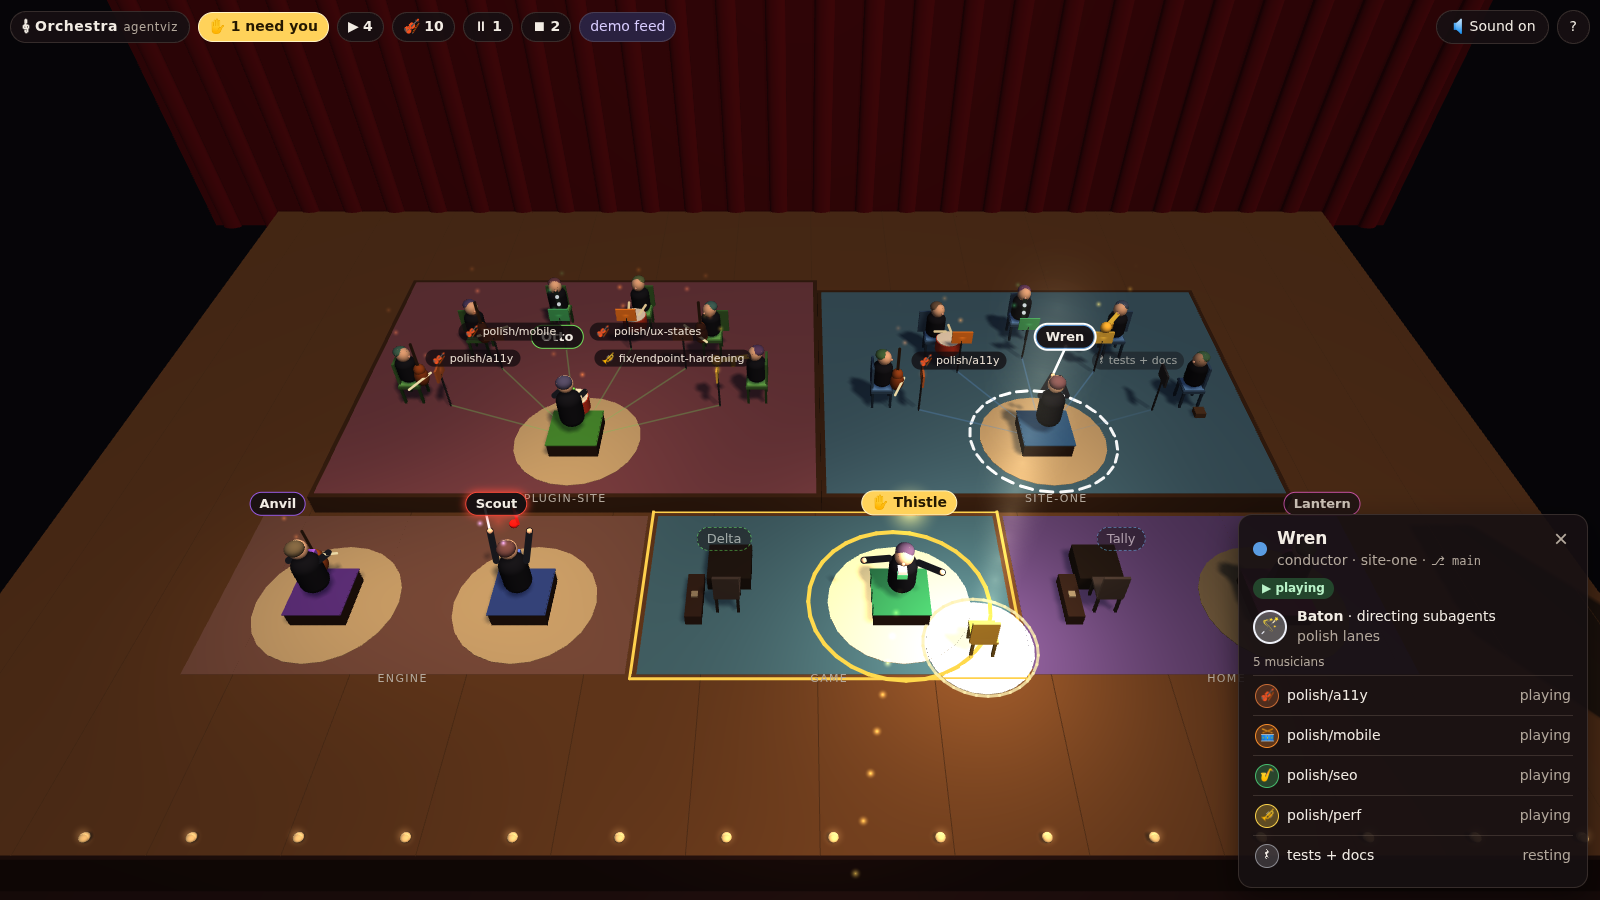 Orchestra agentviz
1 need you
4
10
1
2
demo feed
Sound on
?
polish/mobile
polish/ux-states
polish/a11y
fix/endpoint-hardening
Wren
polish/a11y
tests + docs
PLUGIN-SITE
SITE-ONE
Anvil
Scout
Thistle
Lantern
Delta
Tally
ENGINE
GAME
Wren
conductor · site-one · main
playing
Baton · directing subagents
polish lanes
5 musicians
polish/a11y playing
polish/mobile playing
polish/seo playing
polish/perf playing
tests + docs resting